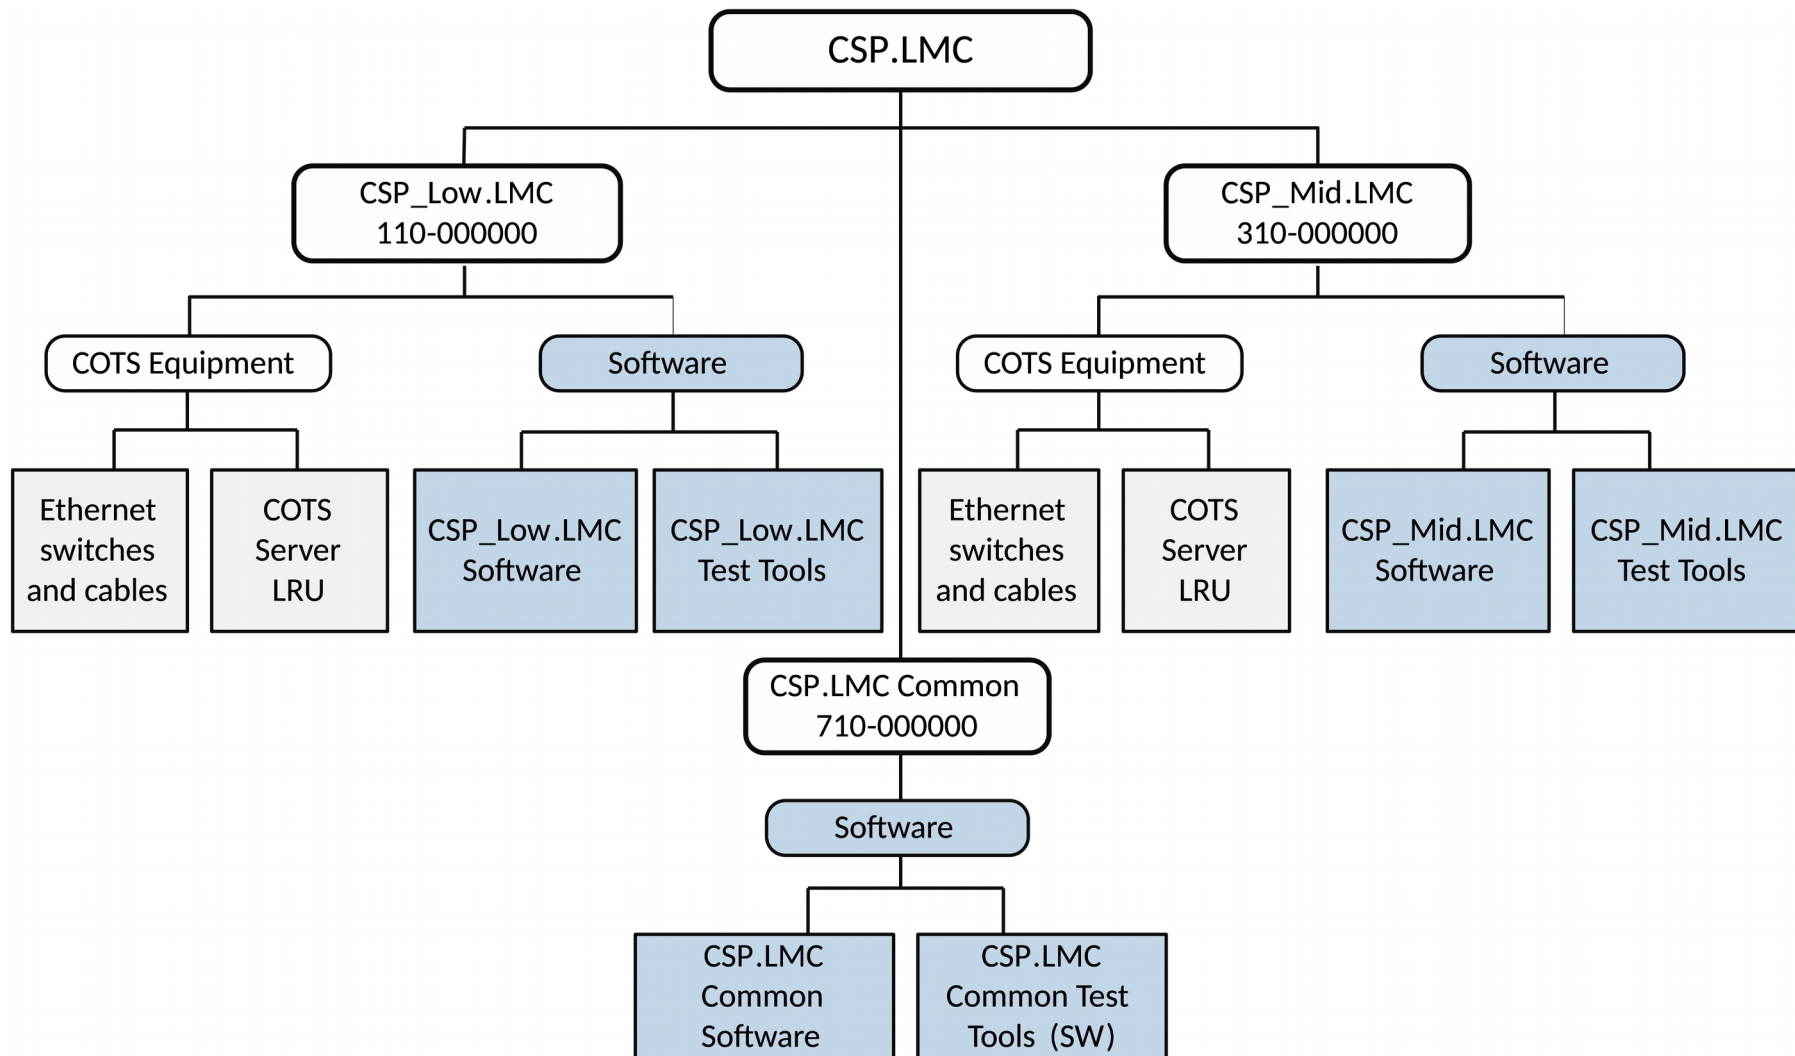 CSP.LMC
CSP_Low.LMC
110-000000
CSP_Mid.LMC
310-000000
COTS Equipment
Software
COTS Equipment
Software
Ethernet
switches
and cables
COTS
Server
LRU
CSP_Low.LMC
Software
CSP_Low.LMC
Test Tools
Ethernet
switches
and cables
COTS
Server
LRU
CSP_Mid.LMC
Software
CSP_Mid.LMC
Test Tools
CSP.LMC Common
710-000000
Software
CSP.LMC
Common
Software
CSP.LMC
Common Test
Tools (SW)